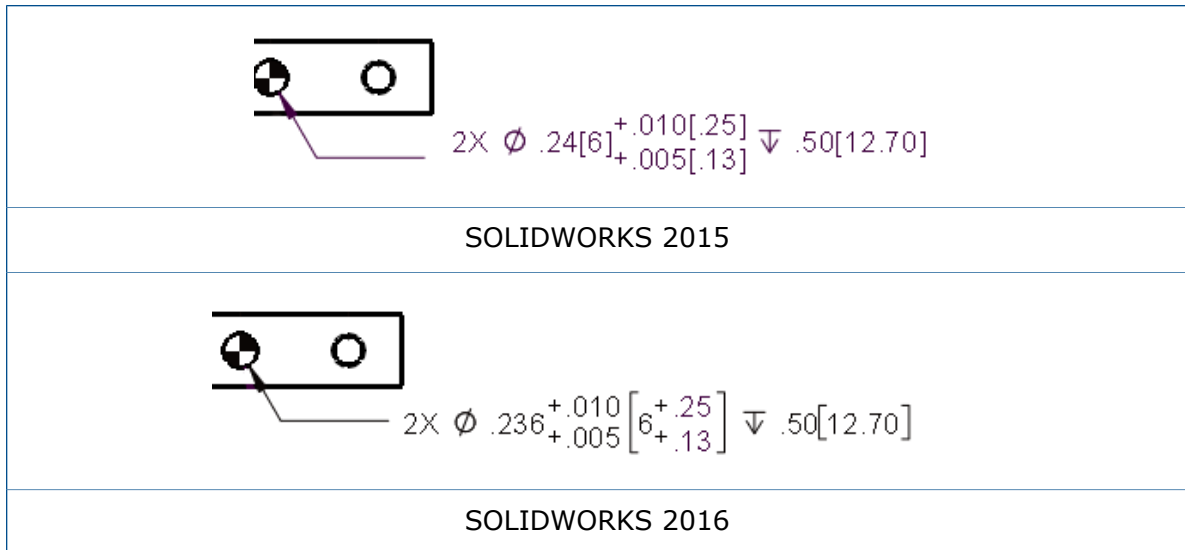 2X ⌀ .24[6] +.010[.25] +.005[.13] ↧ .50[12.70]
SOLIDWORKS 2015
2X ⌀ .236 +.010 +.005 [6 +.25 +.13] ↧ .50[12.70]
SOLIDWORKS 2016